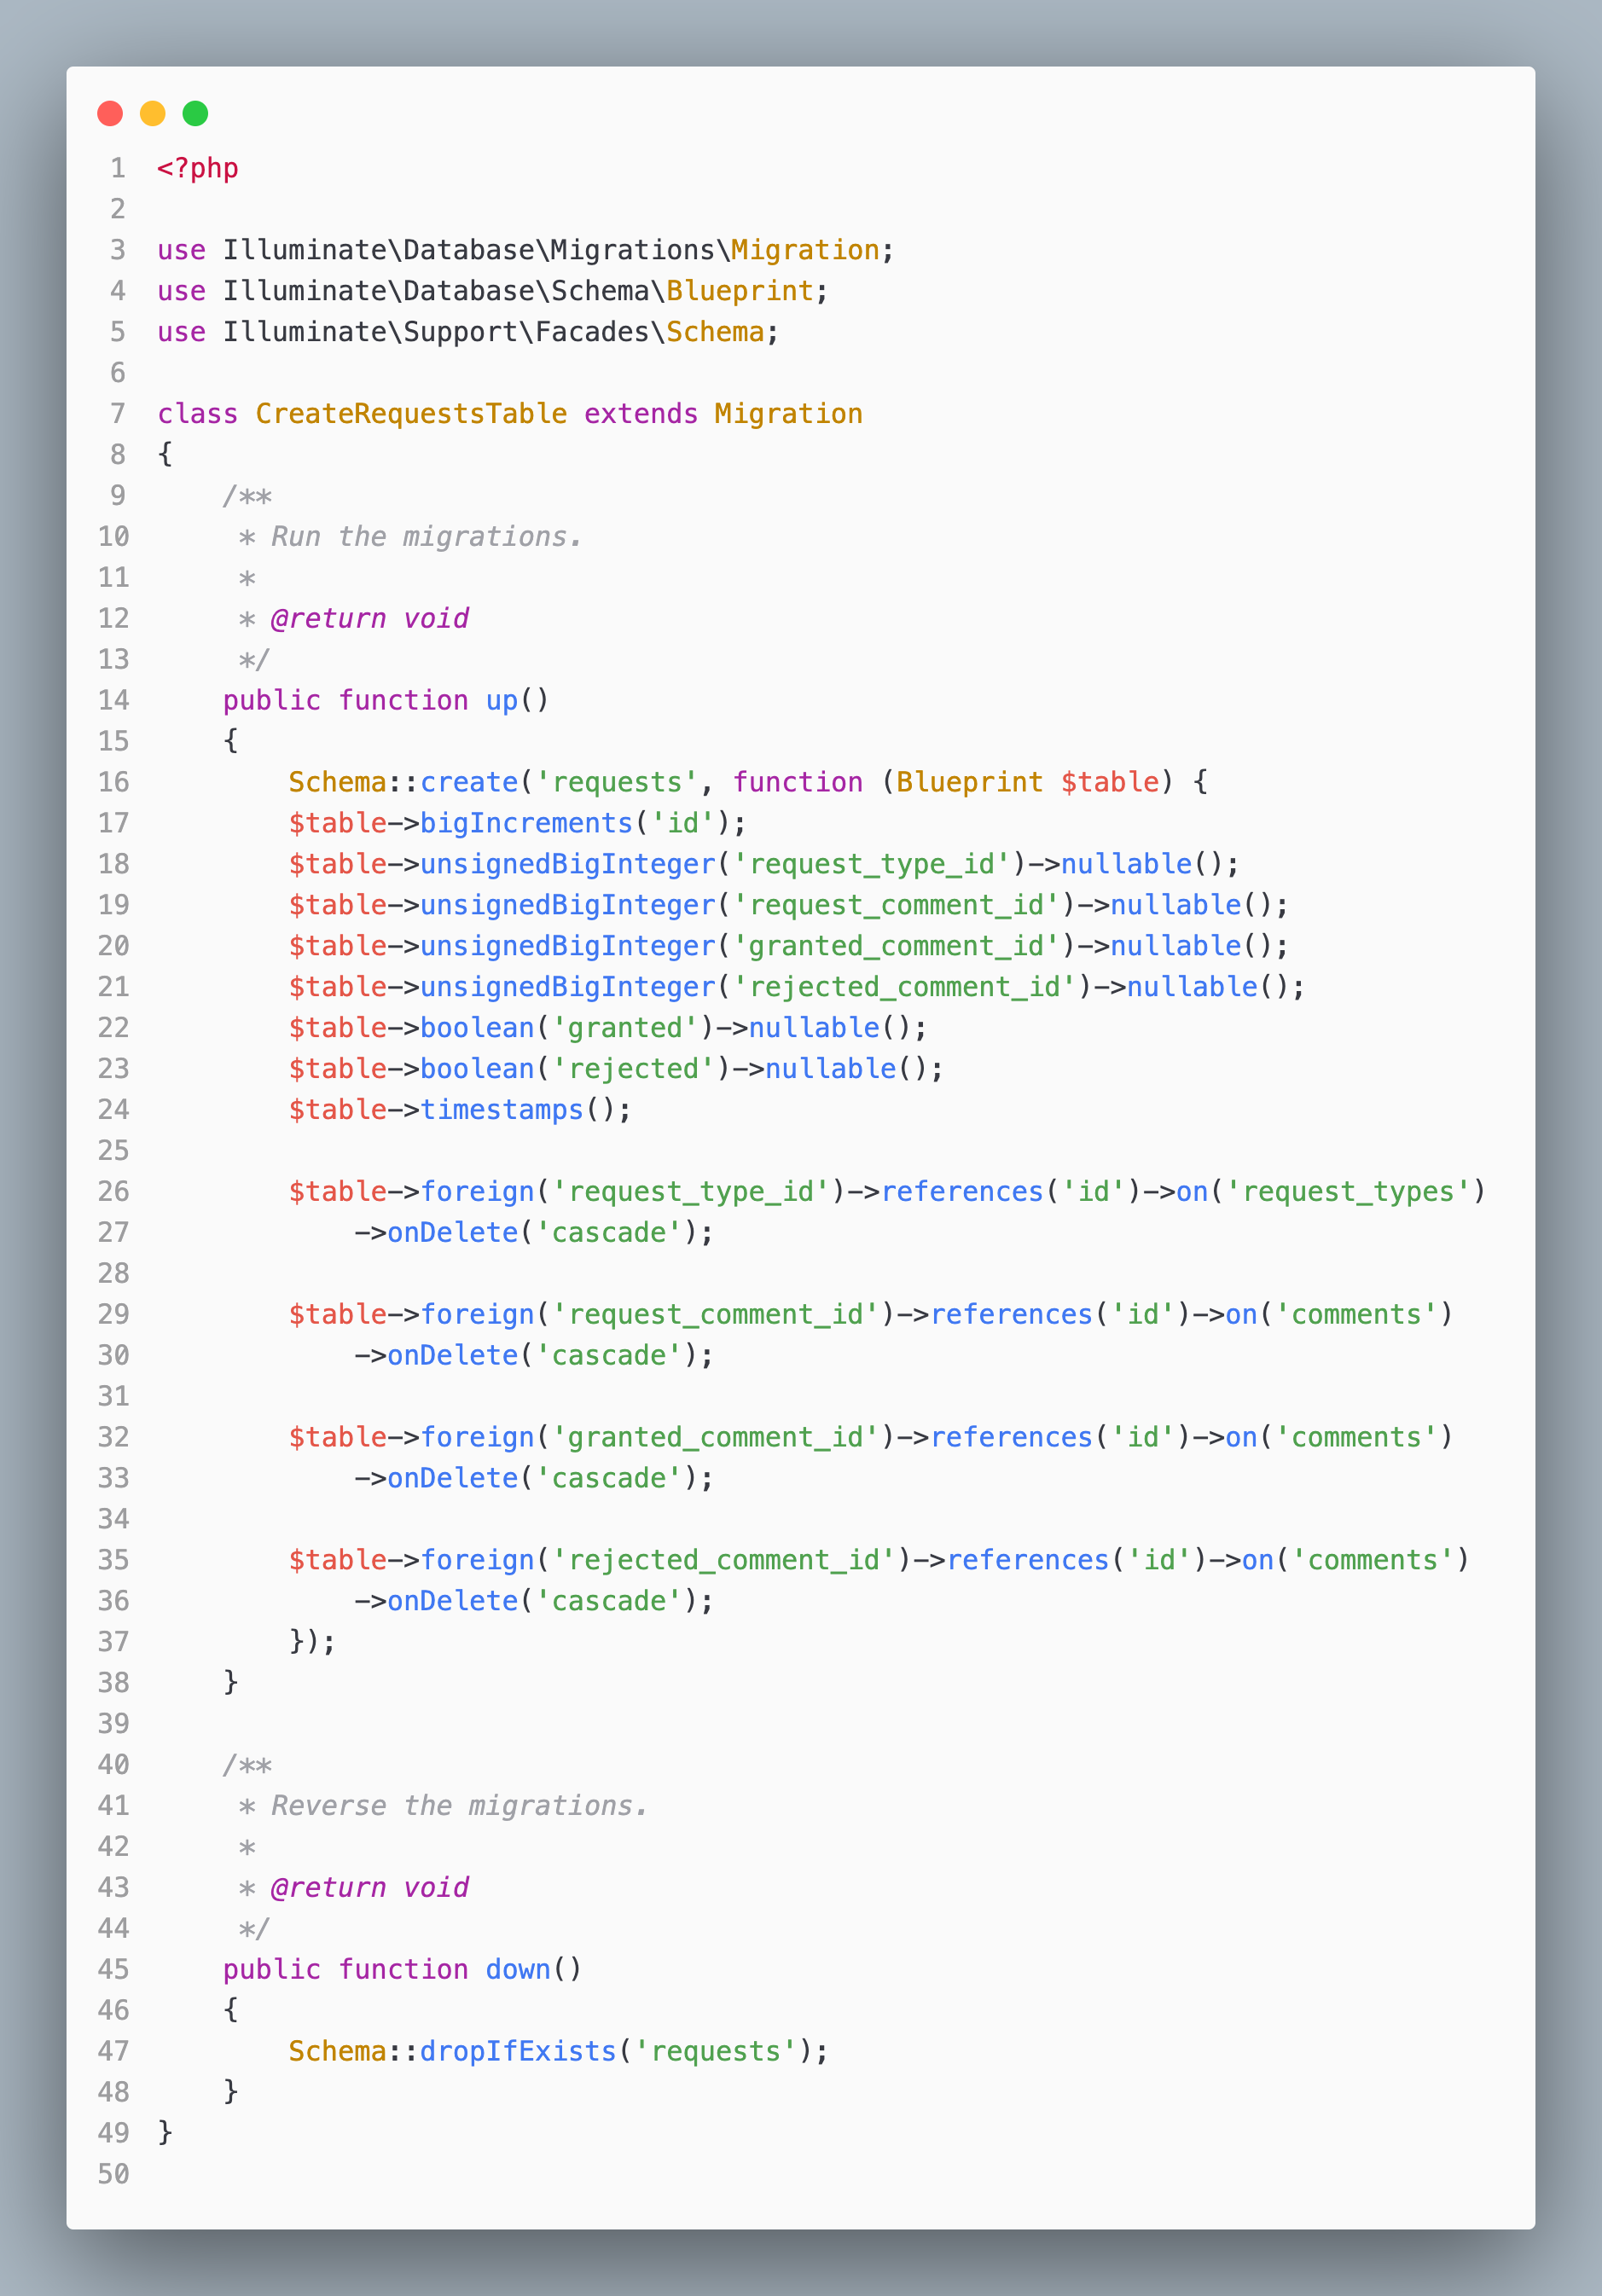 1 <?php
2
3 use Illuminate\Database\Migrations\Migration;
4 use Illuminate\Database\Schema\Blueprint;
5 use Illuminate\Support\Facades\Schema;
6
7 class CreateRequestsTable extends Migration
8 {
9     /**
10      * Run the migrations.
11      *
12      * @return void
13      */
14     public function up()
15     {
16         Schema::create('requests', function (Blueprint $table) {
17         $table->bigIncrements('id');
18         $table->unsignedBigInteger('request_type_id')->nullable();
19         $table->unsignedBigInteger('request_comment_id')->nullable();
20         $table->unsignedBigInteger('granted_comment_id')->nullable();
21         $table->unsignedBigInteger('rejected_comment_id')->nullable();
22         $table->boolean('granted')->nullable();
23         $table->boolean('rejected')->nullable();
24         $table->timestamps();
25
26         $table->foreign('request_type_id')->references('id')->on('request_types')
27             ->onDelete('cascade');
28
29         $table->foreign('request_comment_id')->references('id')->on('comments')
30             ->onDelete('cascade');
31
32         $table->foreign('granted_comment_id')->references('id')->on('comments')
33             ->onDelete('cascade');
34
35         $table->foreign('rejected_comment_id')->references('id')->on('comments')
36             ->onDelete('cascade');
37         });
38     }
39
40     /**
41      * Reverse the migrations.
42      *
43      * @return void
44      */
45     public function down()
46     {
47         Schema::dropIfExists('requests');
48     }
49 }
50